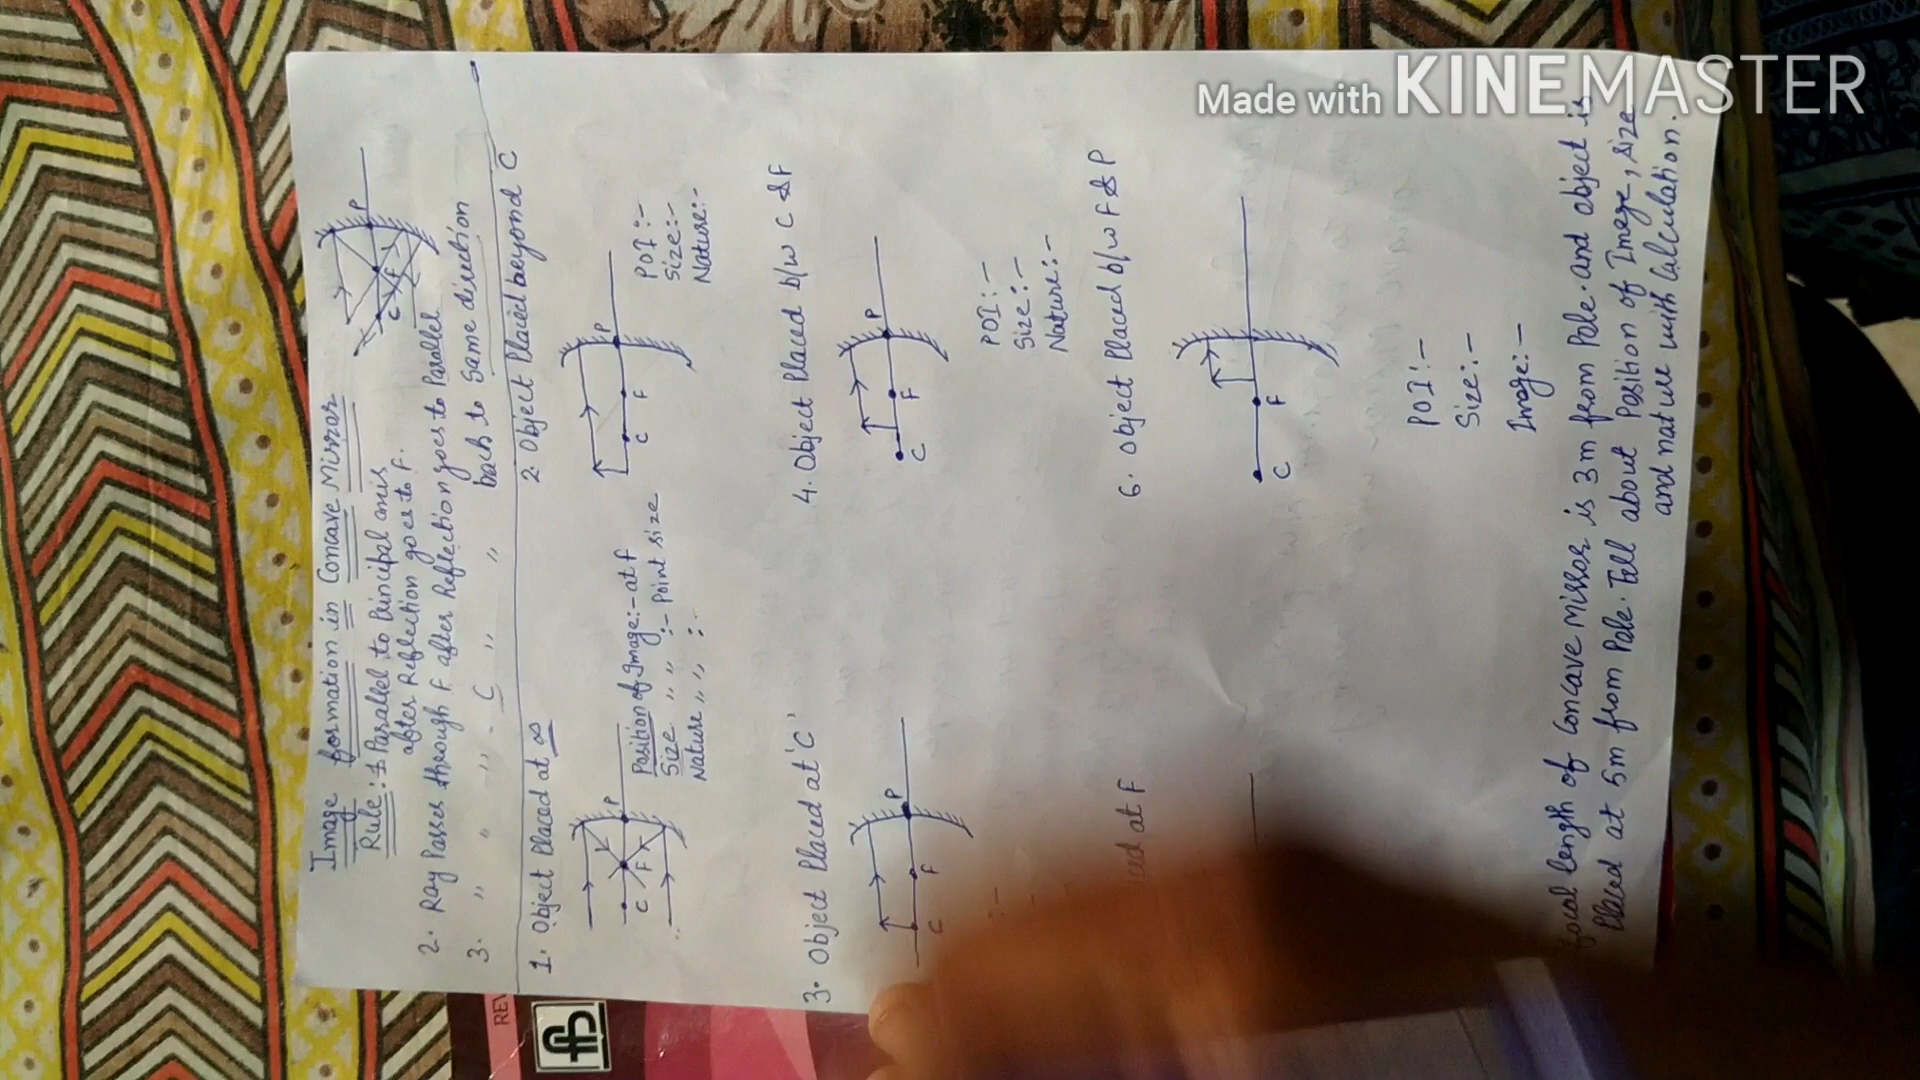 Made with KINEMASTER
Image formation in Concave Mirror
Rule:- 1. Parallel to Principal axis
after Reflection goes to F.
2. Ray Passes through F after Reflection goes to Parallel
3. " " " - C " " back to Same direction
C F P
1. Object Placed at ∞
C F P
Position of Image:- at f
Size " " :- Point size
Nature " " :-
2. Object Placed beyond C
C F P
POI:-
Size:-
Nature:-
3. Object Placed at 'C'
C F P
4. Object Placed b/w C & F
C F P
POI:-
Size:-
Nature:-
at F
6. Object Placed b/w F & P
C F
POI:-
Size:-
Image:-
focal length of Concave Mirror is 3m from Pole. and object is
Placed at 5m from Pole. Tell about Position of Image, size
and nature with Calculation.
REV